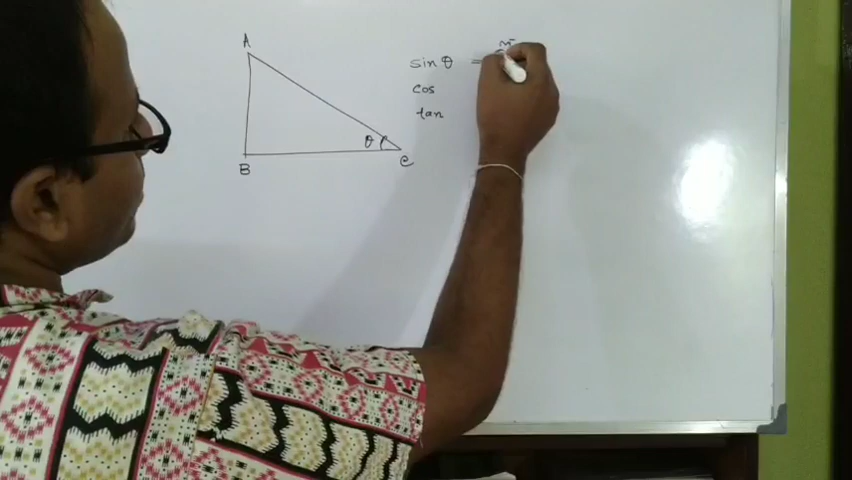 A
sin θ =
cos
tan
θ
B
C